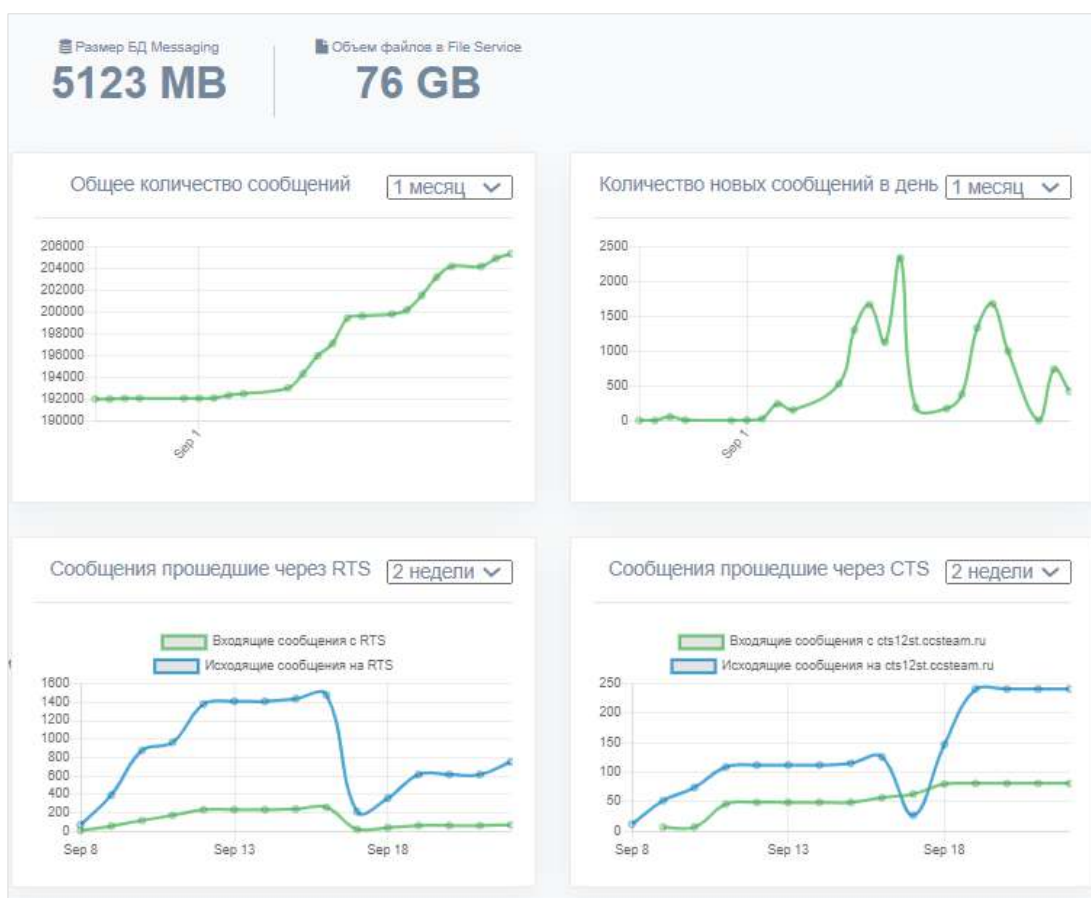 Размер БД Messaging
5123 MB
Объем файлов в File Service
76 GB
Общее количество сообщений
1 месяц
206000
204000
202000
200000
198000
196000
194000
192000
190000
Sep 1
Количество новых сообщений в день
1 месяц
2500
2000
1500
1000
500
0
Sep 1
Сообщения прошедшие через RTS
2 недели
Входящие сообщения с RTS
Исходящие сообщения на RTS
1600
1400
1200
1000
800
600
400
200
0
Sep 8
Sep 13
Sep 18
Сообщения прошедшие через CTS
2 недели
Входящие сообщения с cts12st.ccsteam.ru
Исходящие сообщения на cts12st.ccsteam.ru
250
200
150
100
50
0
Sep 8
Sep 13
Sep 18